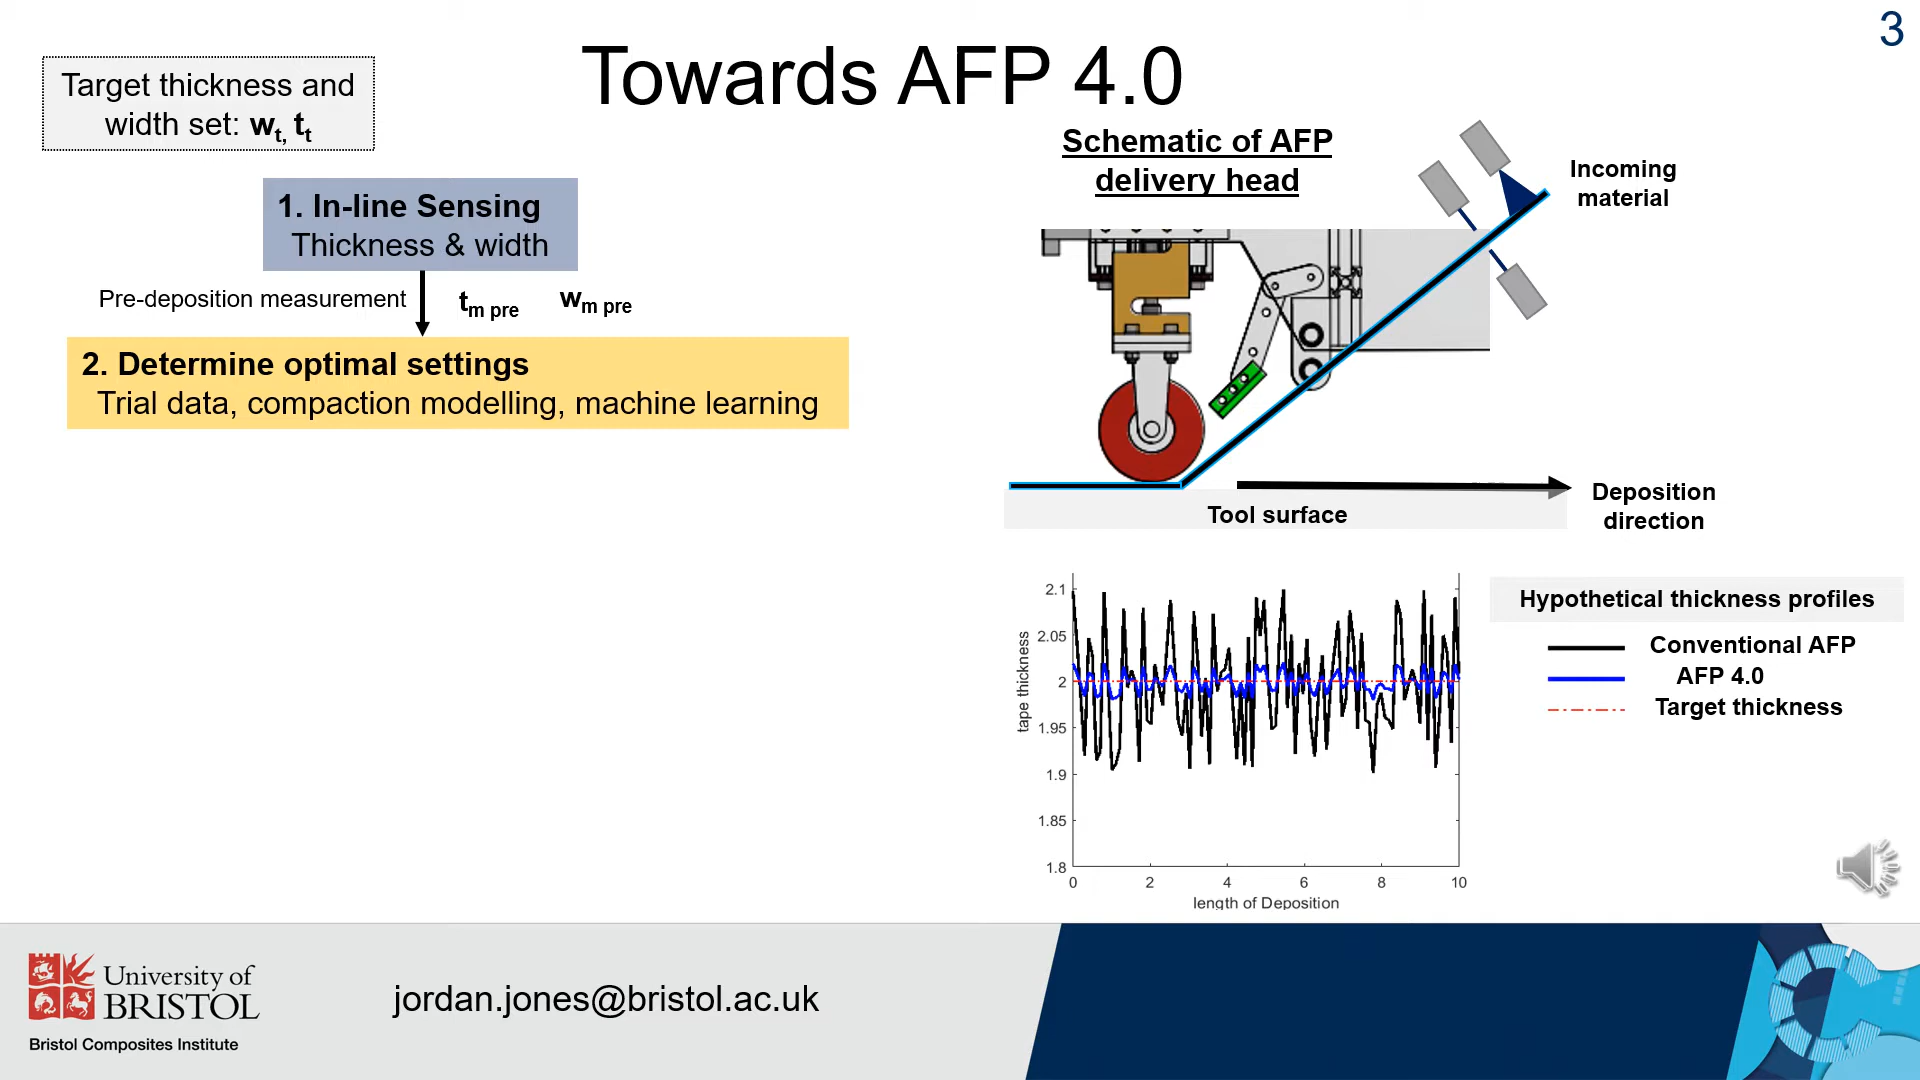 3
Towards AFP 4.0
Target thickness and
width set: wt, tt
1. In-line Sensing
Thickness & width
Pre-deposition measurement
tm pre
wm pre
2. Determine optimal settings
Trial data, compaction modelling, machine learning
Schematic of AFP
delivery head
Incoming
material
Deposition
direction
Tool surface
2.1
2.05
2
1.95
1.9
1.85
1.8
tape thickness
0 2 4 6 8 10
length of Deposition
Hypothetical thickness profiles
Conventional AFP
AFP 4.0
Target thickness
University of
BRISTOL
Bristol Composites Institute
jordan.jones@bristol.ac.uk